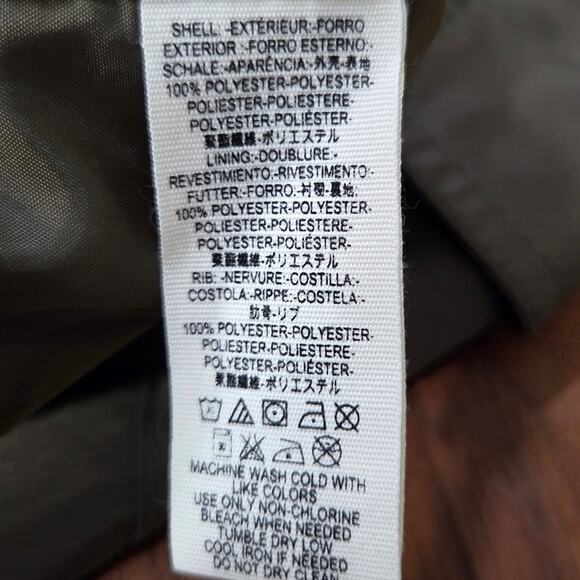 SHELL: -EXTÉRIEUR:-FORRO
EXTERIOR :-FORRO ESTERNO:-
SCHALE:-APARÊNCIA:-外壳-表地
100% POLYESTER-POLYESTER-
POLIESTER-POLIESTERE-
POLYESTER-POLIÉSTER-
聚酯纖維-ポリエステル
LINING:-DOUBLURE:-
REVESTIMIENTO:-RIVESTIMENTO:-
FUTTER:-FORRO:-衬裡-裏地:
100% POLYESTER-POLYESTER-
POLIESTER-POLIESTERE-
POLYESTER-POLIÉSTER-
聚酯纖維-ポリエステル
RIB: -NERVURE:-COSTILLA:-
COSTOLA:-RIPPE:-COSTELA:-
肋骨-リブ
100% POLYESTER-POLYESTER-
POLIESTER-POLIESTERE-
POLYESTER-POLIÉSTER-
聚酯纖維-ポリエステル
MACHINE WASH COLD WITH
LIKE COLORS
USE ONLY NON-CHLORINE
BLEACH WHEN NEEDED
TUMBLE DRY LOW
COOL IRON IF NEEDED
DO NOT DRY CLEAN